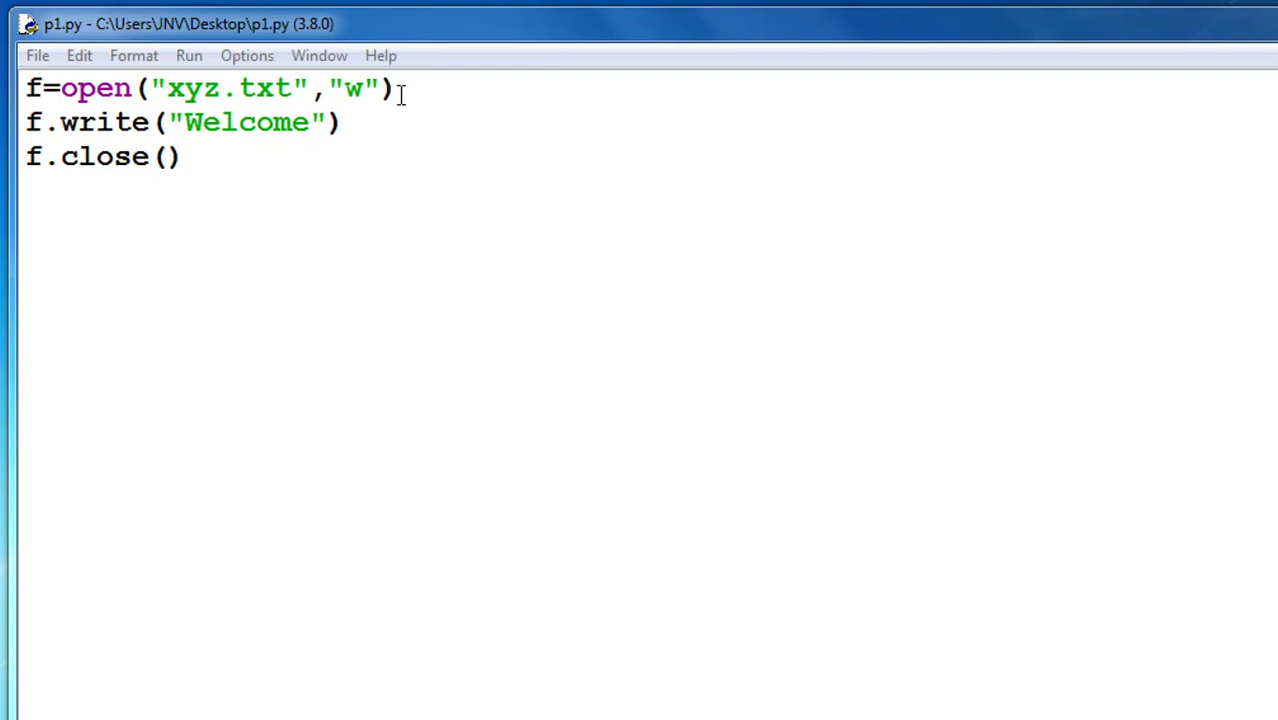 p1.py - C:\Users\JNV\Desktop\p1.py (3.8.0)
File Edit Format Run Options Window Help
f=open("xyz.txt","w")
f.write("Welcome")
f.close()